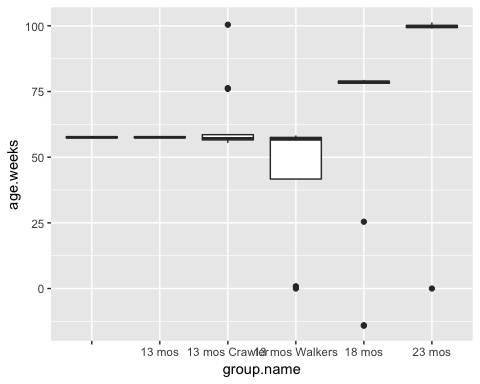 100
75
50
25
0
age.weeks
13 mos
13 mos Crawler
13 mos Walkers
18 mos
23 mos
group.name